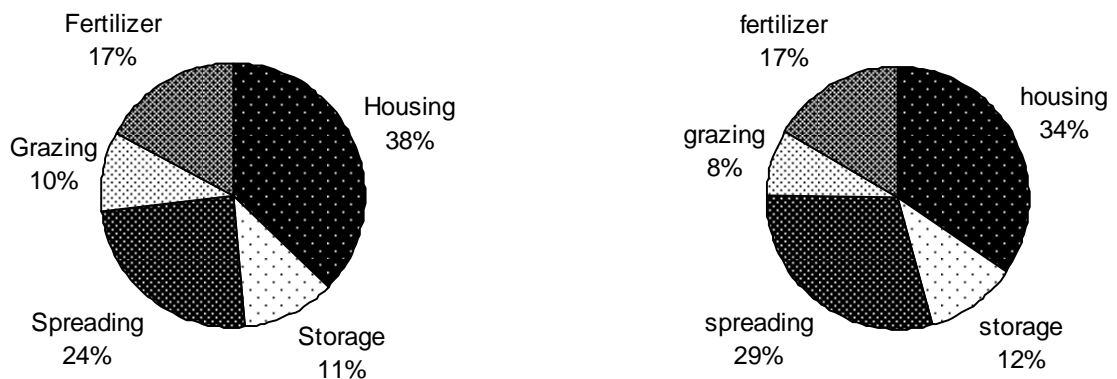 Fertilizer
17%
Housing
38%
Grazing
10%
Spreading
24%
Storage
11%
fertilizer
17%
housing
34%
grazing
8%
spreading
29%
storage
12%